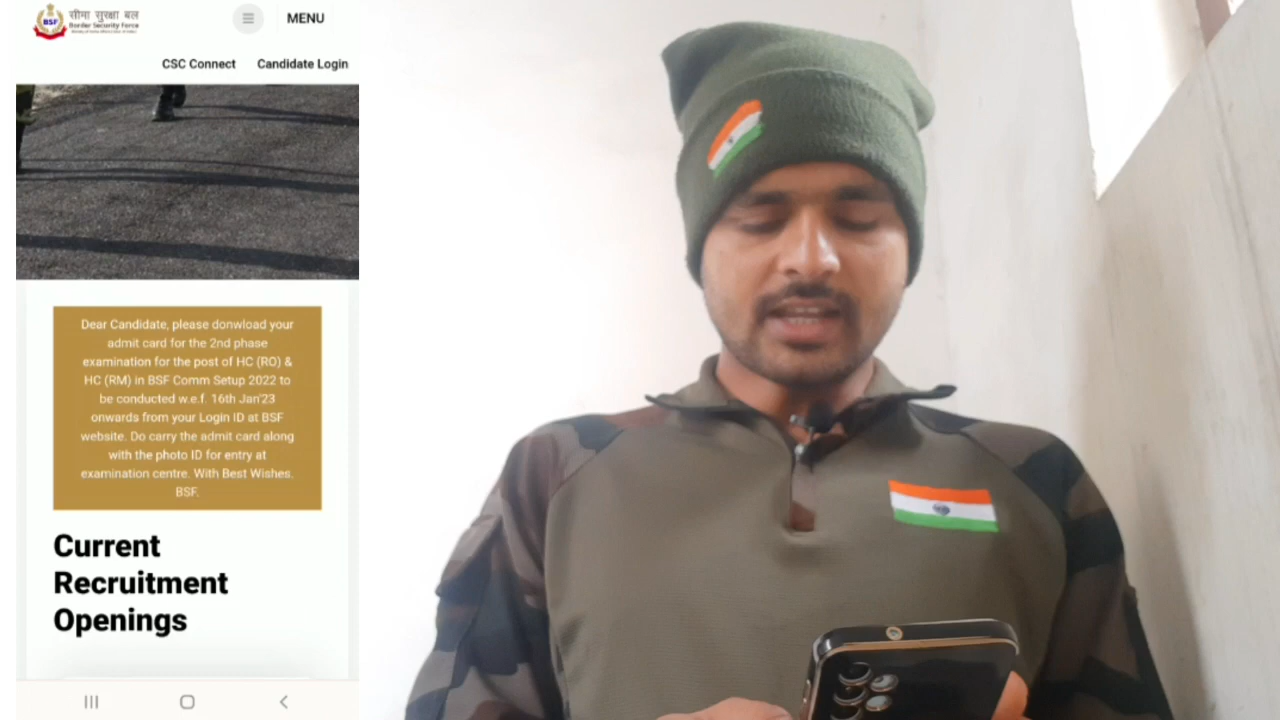 BSF
सीमा सुरक्षा बल
Border Security Force
MENU
CSC Connect
Candidate Login
Dear Candidate, please donwload your
admit card for the 2nd phase
examination for the post of HC (RO) &
HC (RM) in BSF Comm Setup 2022 to
be conducted w.e.f. 16th Jan'23
onwards from your Login ID at BSF
website. Do carry the admit card along
with the photo ID for entry at
examination centre. With Best Wishes.
BSF.
Current
Recruitment
Openings